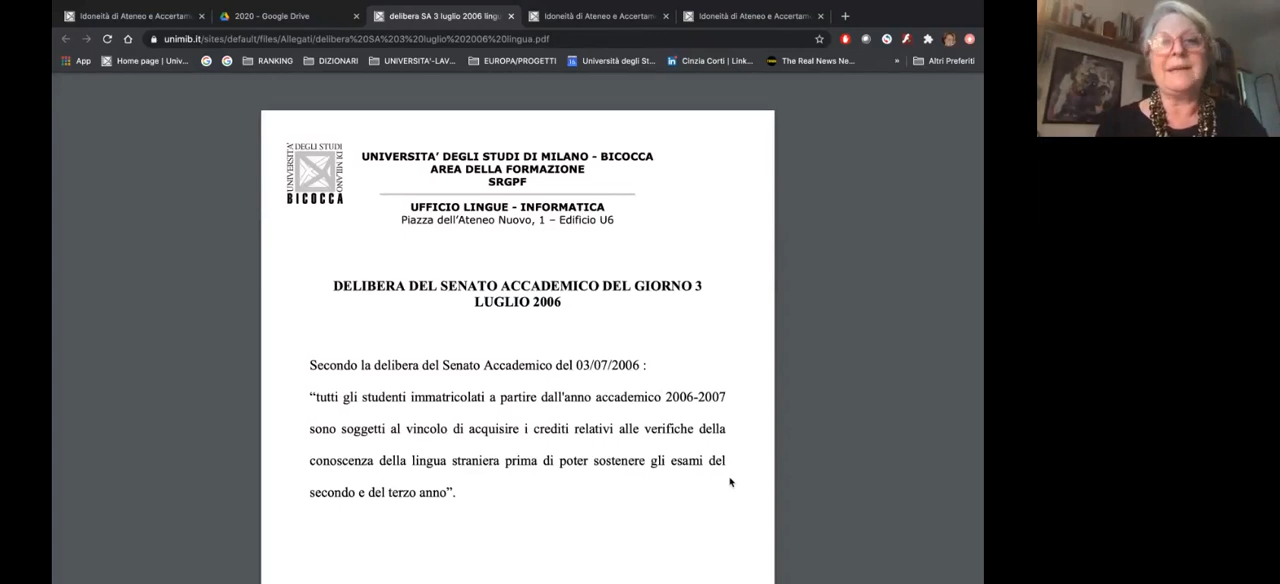 Idoneità di Ateneo e Accertam
2020 - Google Drive
delibera SA 3 luglio 2006 ling
Idoneità di Ateneo e Accertam
Idoneità di Ateneo e Accertam
unimib.it/sites/default/files/Allegati/delibera%20SA%203%20luglio%202006%20lingua.pdf
App
Home page | Univ...
RANKING
DIZIONARI
UNIVERSITA'-LAV...
EUROPA/PROGETTI
Università degli St...
Cinzia Corti | Link...
The Real News Ne...
»
Altri Preferiti
UNIVERSITA' DEGLI STUDI DI MILANO
BICOCCA
UNIVERSITA’ DEGLI STUDI DI MILANO - BICOCCA
AREA DELLA FORMAZIONE
SRGPF
UFFICIO LINGUE - INFORMATICA
Piazza dell’Ateneo Nuovo, 1 – Edificio U6
DELIBERA DEL SENATO ACCADEMICO DEL GIORNO 3
LUGLIO 2006
Secondo la delibera del Senato Accademico del 03/07/2006 :
“tutti gli studenti immatricolati a partire dall'anno accademico 2006-2007
sono soggetti al vincolo di acquisire i crediti relativi alle verifiche della
conoscenza della lingua straniera prima di poter sostenere gli esami del
secondo e del terzo anno”.